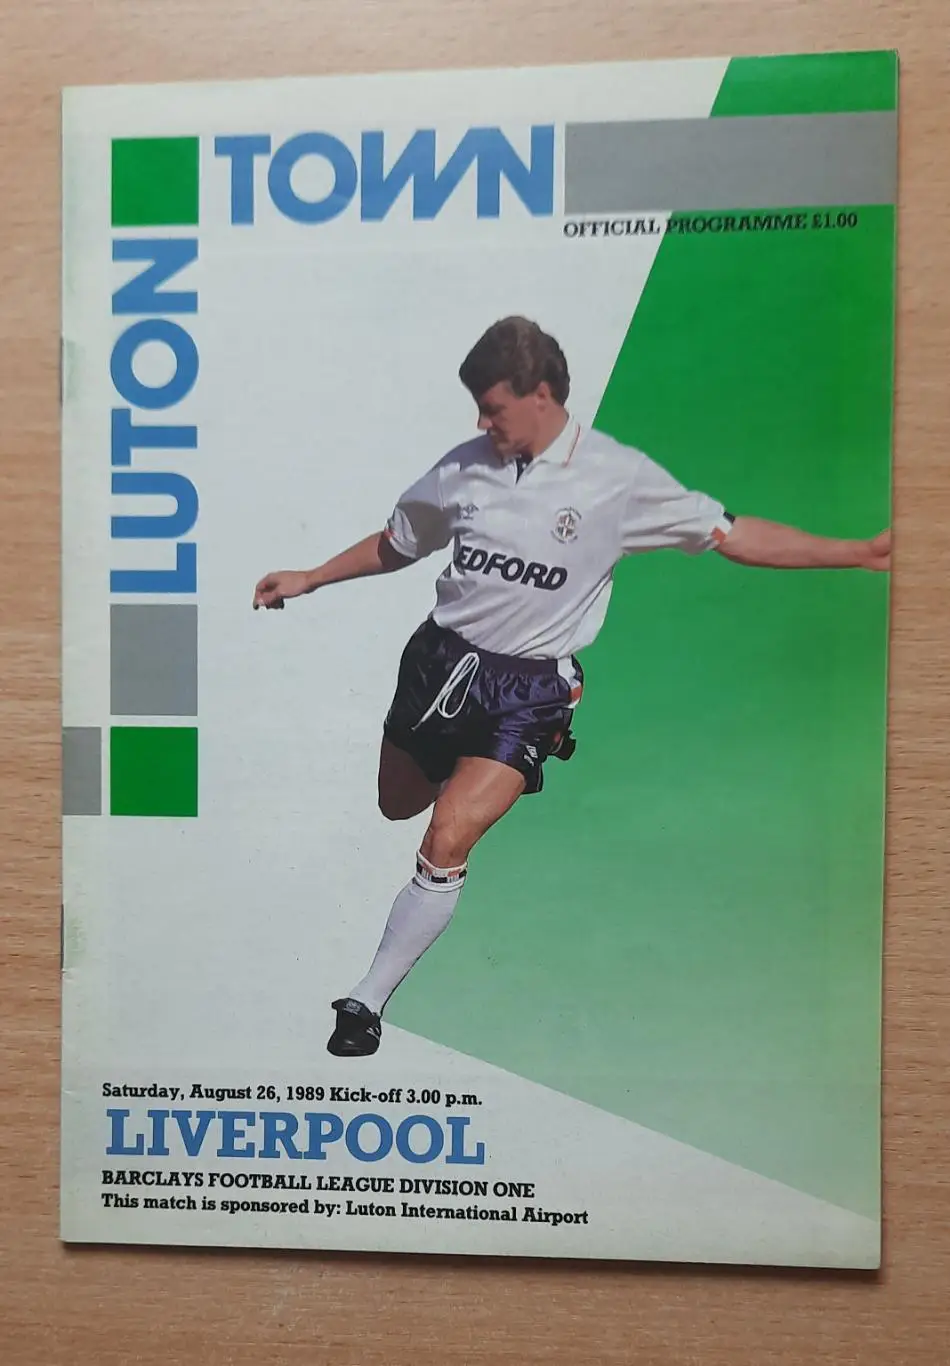 LUTON
TOWN
OFFICIAL PROGRAMME £1.00
EDFORD
Saturday, August 26, 1989 Kick-off 3.00 p.m.
LIVERPOOL
BARCLAYS FOOTBALL LEAGUE DIVISION ONE
This match is sponsored by: Luton International Airport